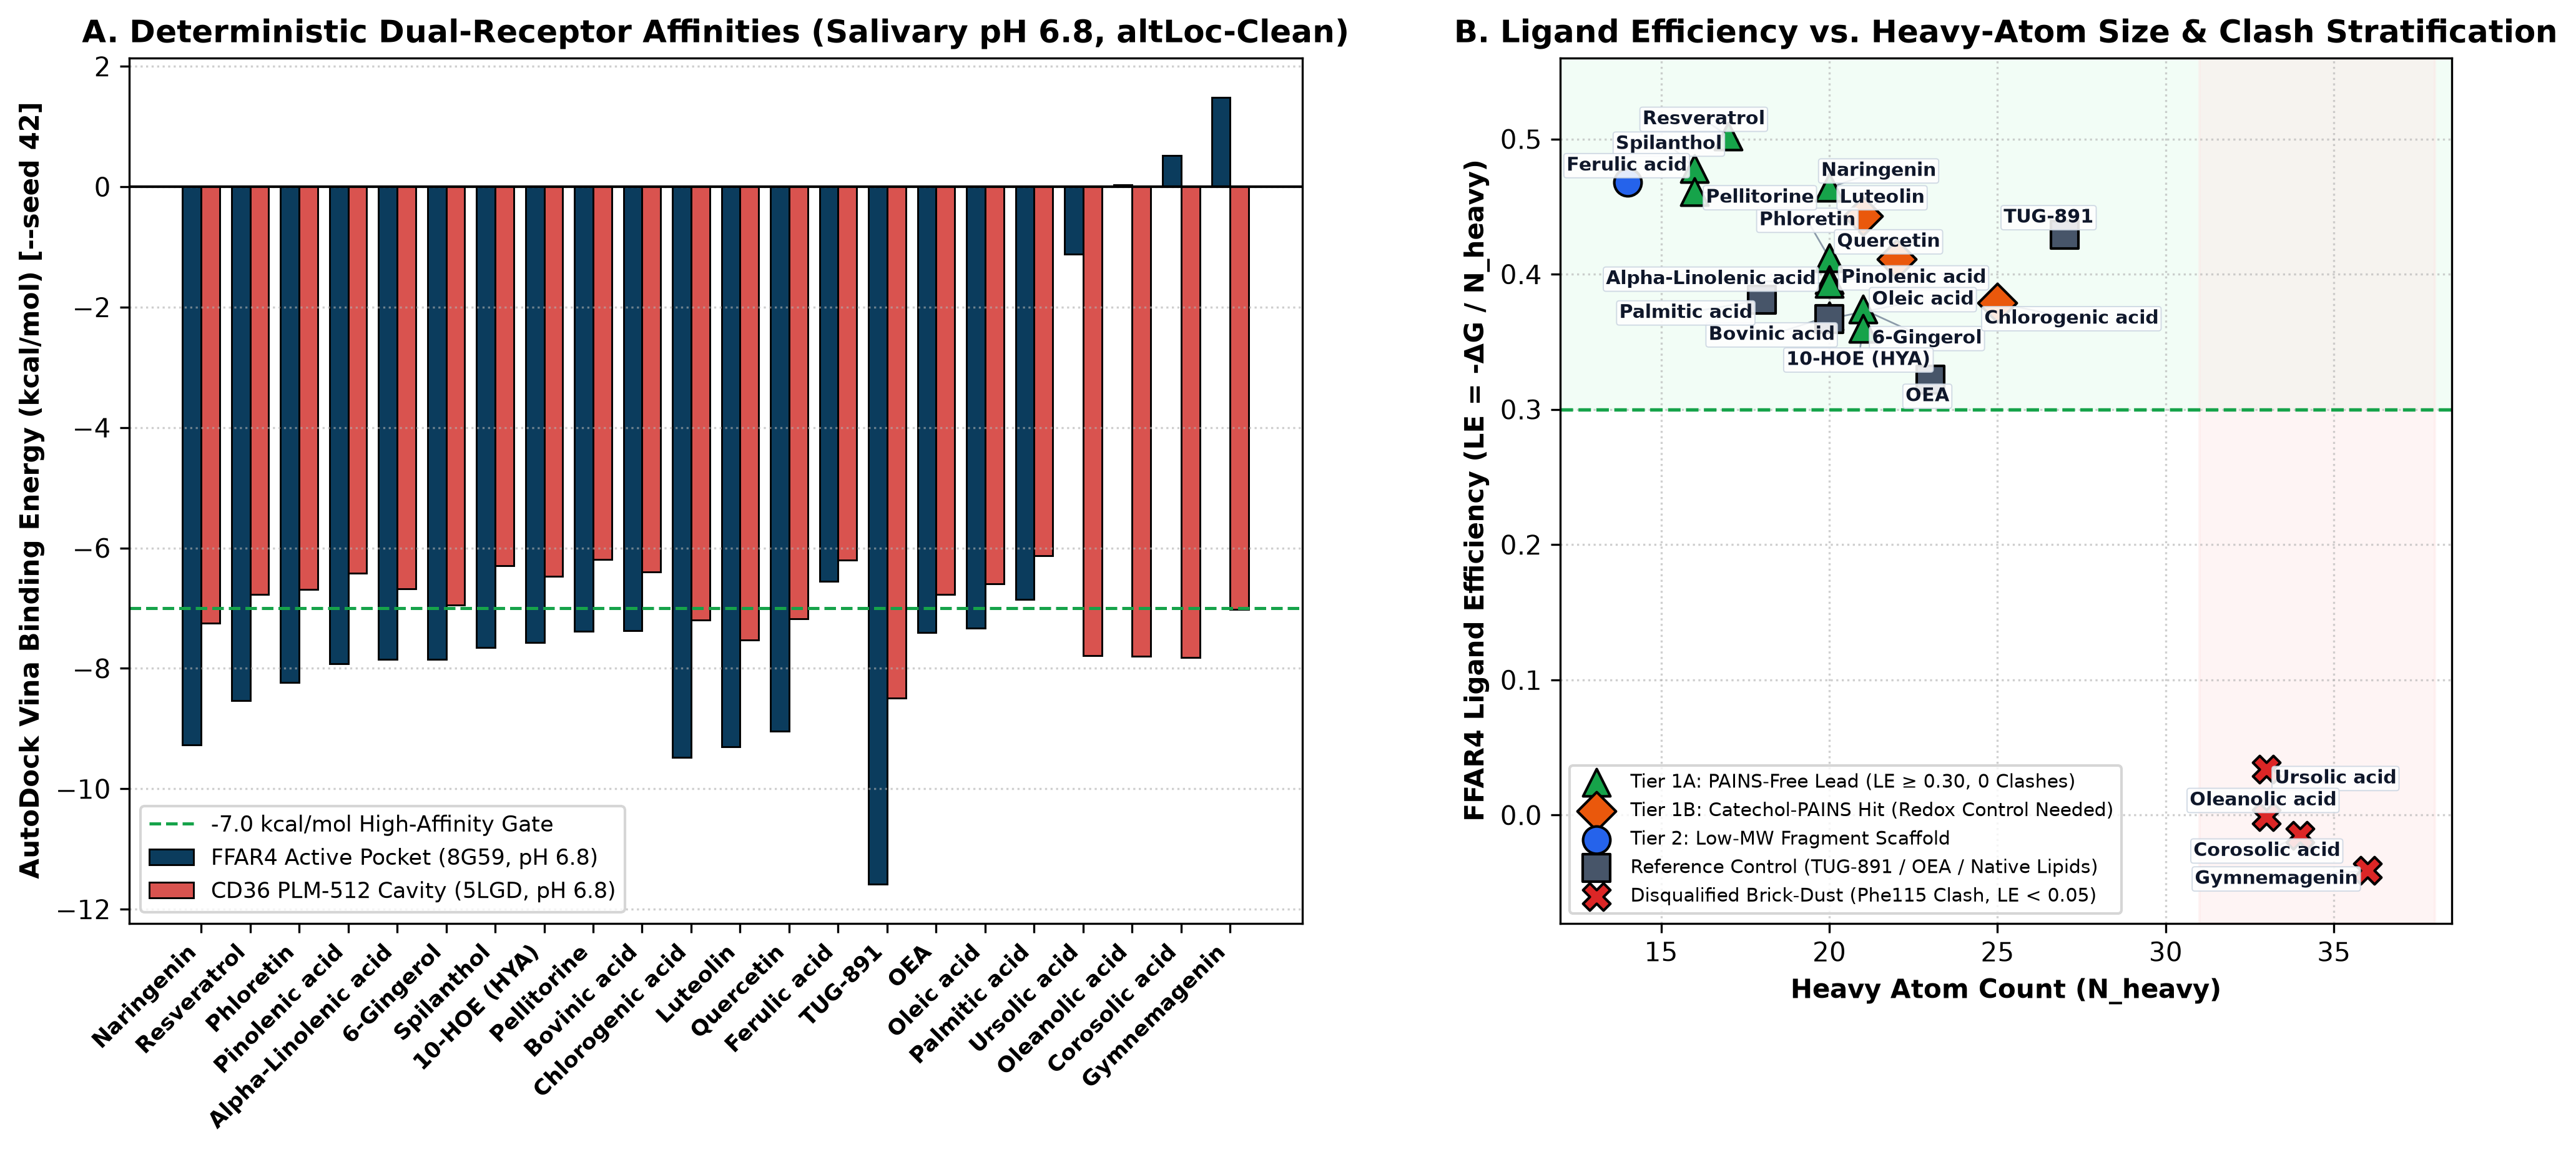 A. Deterministic Dual-Receptor Affinities (Salivary pH 6.8, altLoc-Clean)
AutoDock Vina Binding Energy (kcal/mol) [--seed 42]
2
0
−2
−4
−6
−8
−10
−12
-7.0 kcal/mol High-Affinity Gate
FFAR4 Active Pocket (8G59, pH 6.8)
CD36 PLM-512 Cavity (5LGD, pH 6.8)
Naringenin
Resveratrol
Phloretin
Pinolenic acid
Alpha-Linolenic acid
6-Gingerol
Spilanthol
10-HOE (HYA)
Pellitorine
Bovinic acid
Chlorogenic acid
Luteolin
Quercetin
Ferulic acid
TUG-891
OEA
Oleic acid
Palmitic acid
Ursolic acid
Oleanolic acid
Corosolic acid
Gymnemagenin
B. Ligand Efficiency vs. Heavy-Atom Size & Clash Stratification
FFAR4 Ligand Efficiency (LE = -ΔG / N_heavy)
0.5
0.4
0.3
0.2
0.1
0.0
Resveratrol
Spilanthol
Ferulic acid
Naringenin
Pellitorine
Luteolin
Phloretin
TUG-891
Quercetin
Alpha-Linolenic acid
Pinolenic acid
Oleic acid
Palmitic acid
Chlorogenic acid
Bovinic acid
6-Gingerol
10-HOE (HYA)
OEA
Ursolic acid
Oleanolic acid
Corosolic acid
Gymnemagenin
Tier 1A: PAINS-Free Lead (LE ≥ 0.30, 0 Clashes)
Tier 1B: Catechol-PAINS Hit (Redox Control Needed)
Tier 2: Low-MW Fragment Scaffold
Reference Control (TUG-891 / OEA / Native Lipids)
Disqualified Brick-Dust (Phe115 Clash, LE < 0.05)
15
20
25
30
35
Heavy Atom Count (N_heavy)